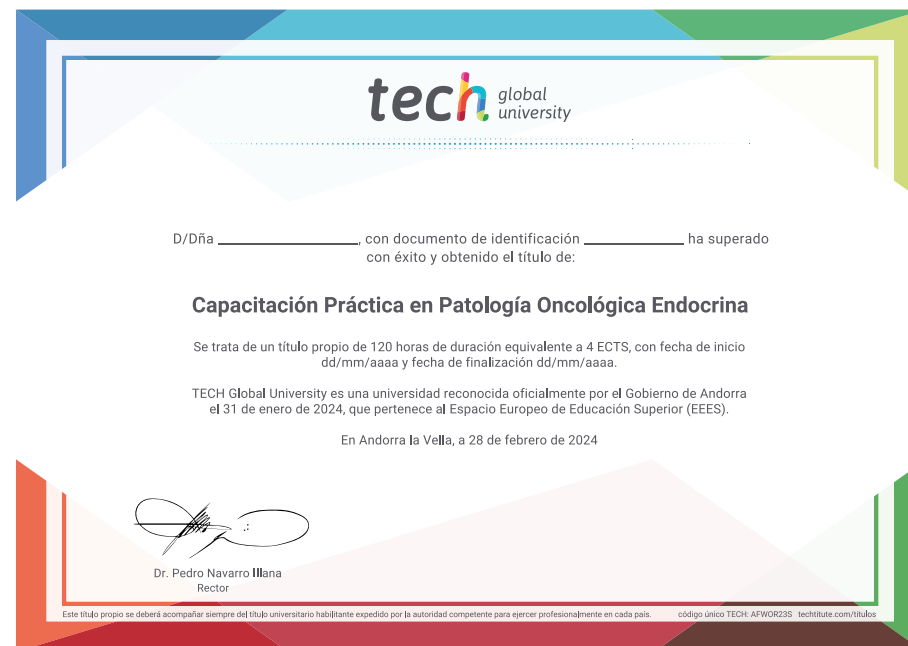 tech global university
D/Dña ____________________, con documento de identificación ______________ ha superado
con éxito y obtenido el título de:
Capacitación Práctica en Patología Oncológica Endocrina
Se trata de un título propio de 120 horas de duración equivalente a 4 ECTS, con fecha de inicio
dd/mm/aaaa y fecha de finalización dd/mm/aaaa.
TECH Global University es una universidad reconocida oficialmente por el Gobierno de Andorra
el 31 de enero de 2024, que pertenece al Espacio Europeo de Educación Superior (EEES).
En Andorra la Vella, a 28 de febrero de 2024
Dr. Pedro Navarro Illana
Rector
Este título propio se deberá acompañar siempre del título universitario habilitante expedido por la autoridad competente para ejercer profesionalmente en cada país. código único TECH: AFWOR23S techtitute.com/titulos